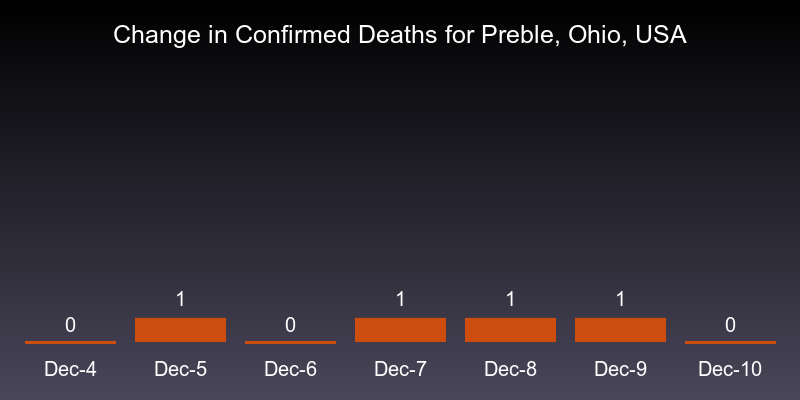 Change in Confirmed Deaths for Preble, Ohio, USA
0 1 0 1 1 1 0
Dec-4 Dec-5 Dec-6 Dec-7 Dec-8 Dec-9 Dec-10